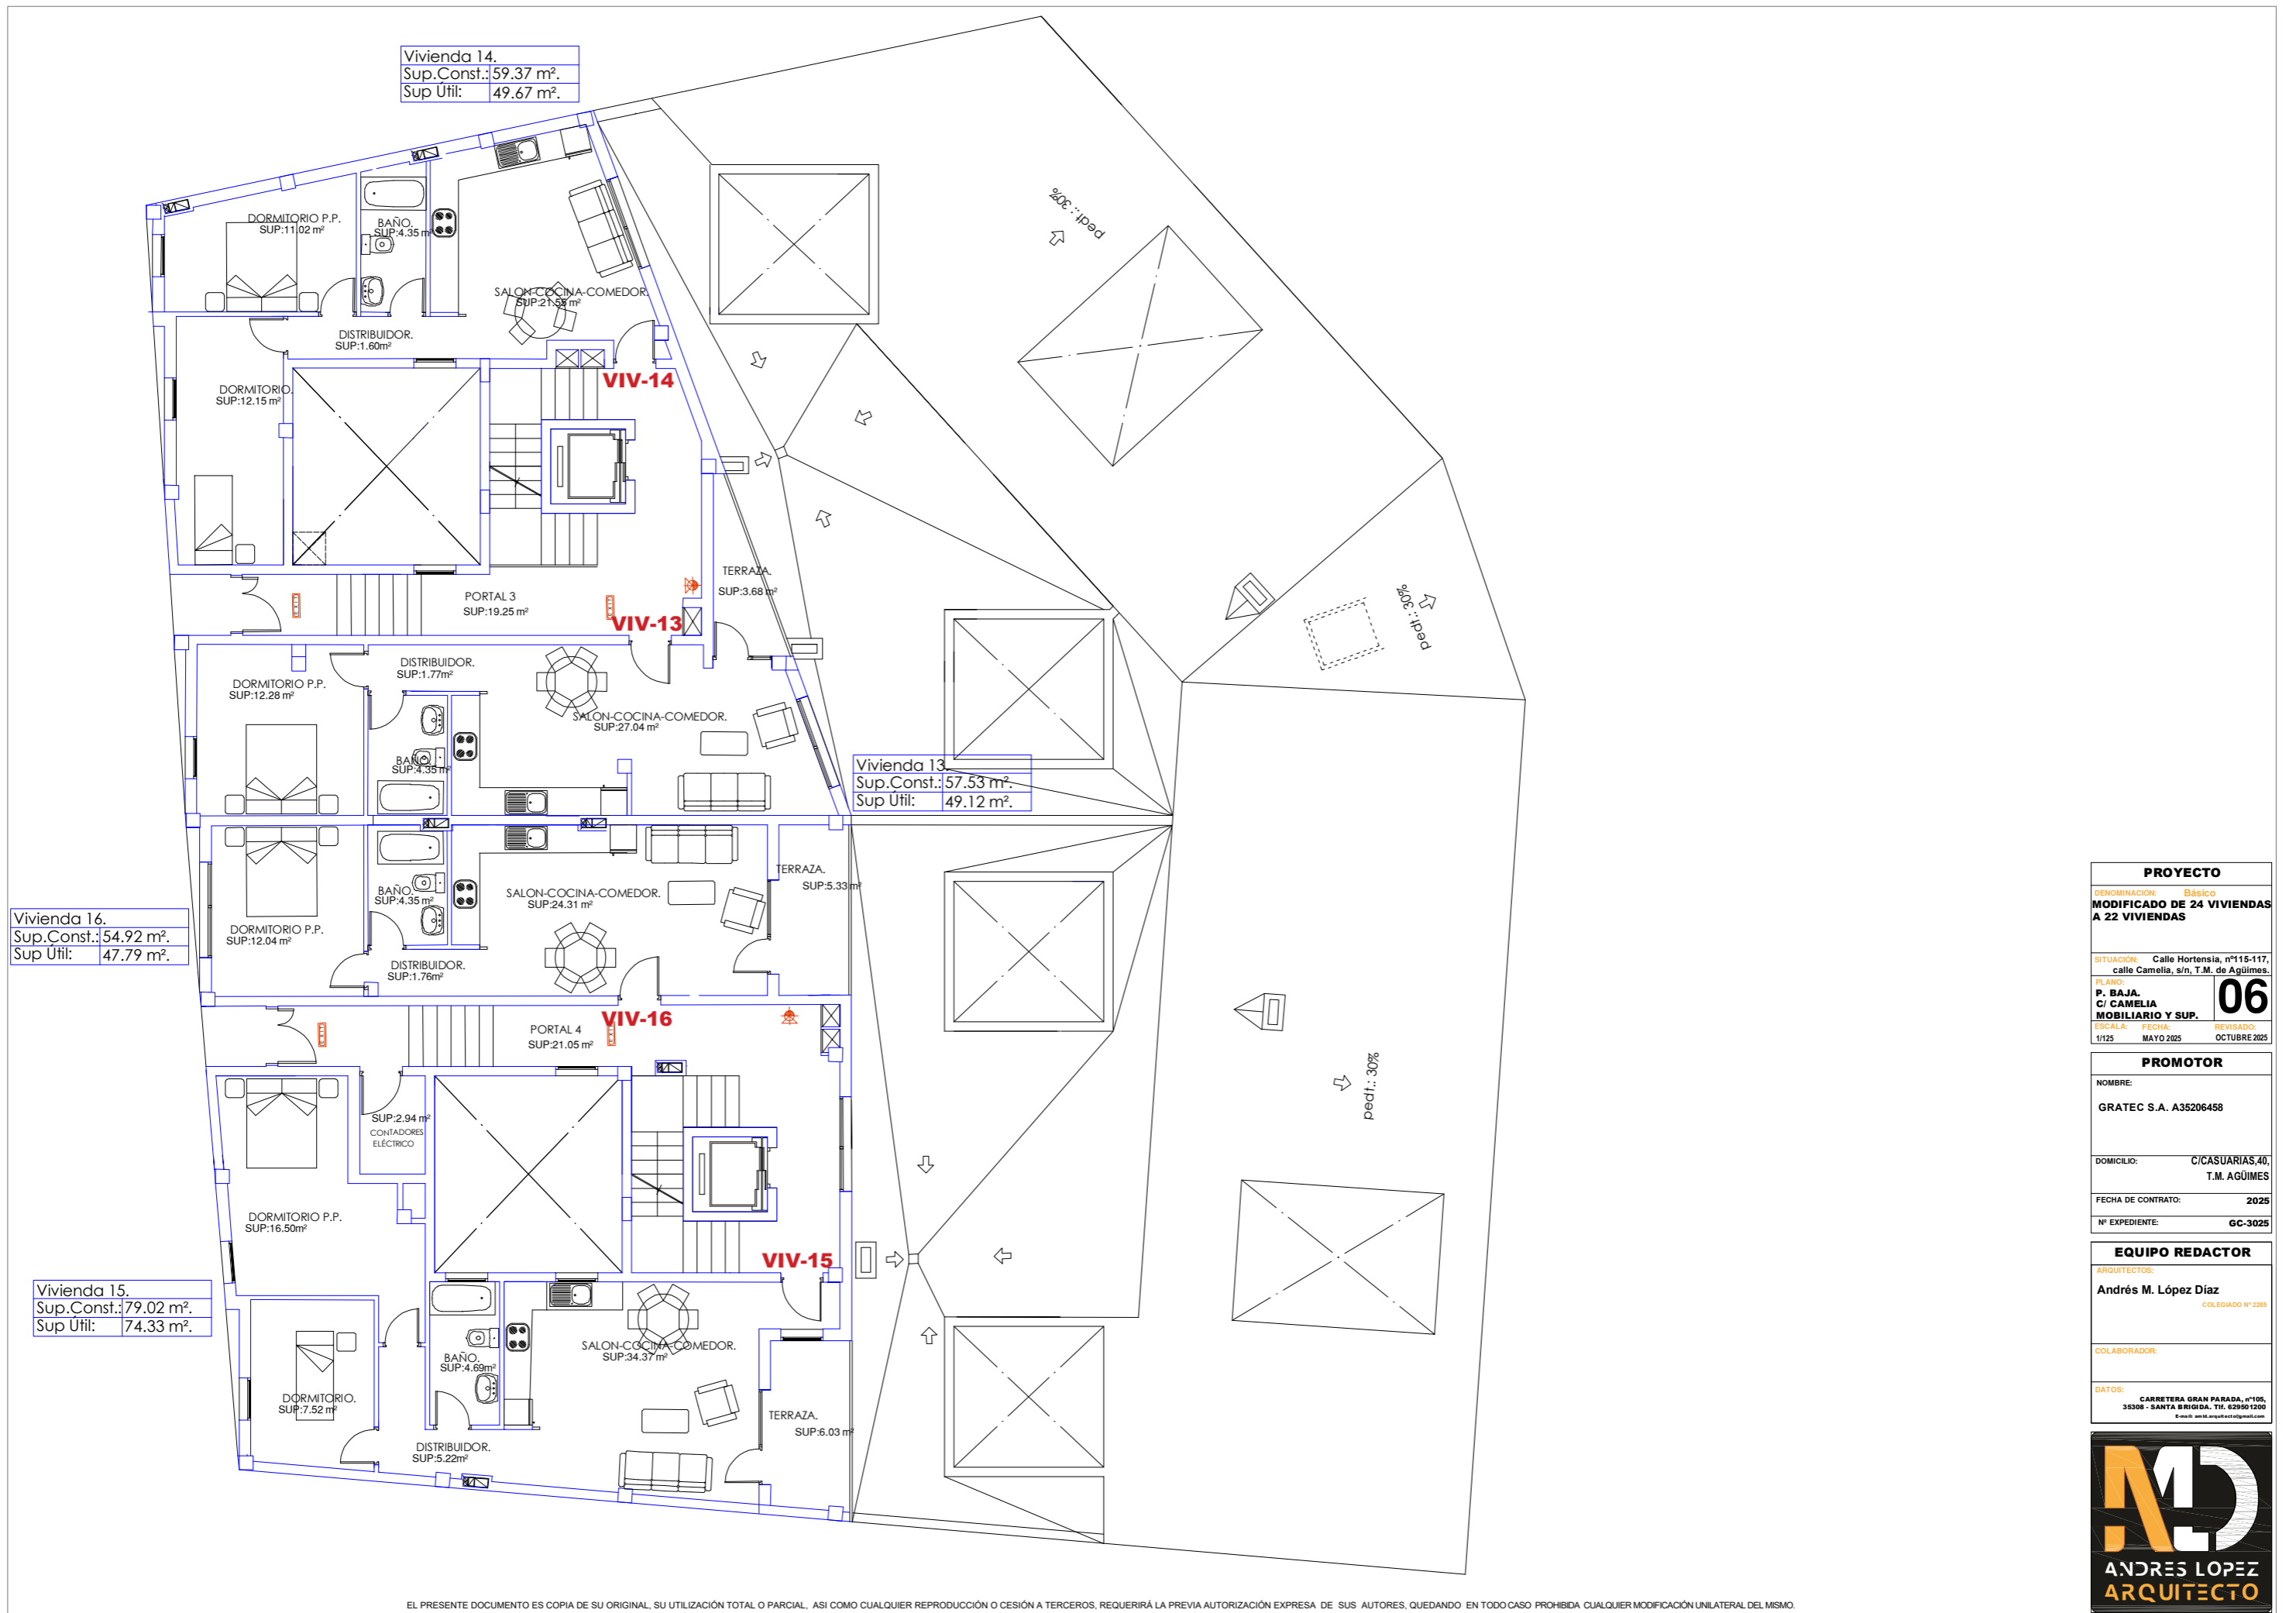 Vivienda 14.
Sup.Const.: 59.37 m².
Sup Útil: 49.67 m².
DORMITORIO P.P.
SUP:11.02 m²
BAÑO.
SUP:4.35 m²
SALON-COCINA-COMEDOR.
SUP:21.55 m²
DISTRIBUIDOR.
SUP:1.60m²
DORMITORIO.
SUP:12.15 m²
VIV-14
PORTAL 3
SUP:19.25 m²
TERRAZA.
SUP:3.68 m²
VIV-13
DISTRIBUIDOR.
SUP:1.77m²
DORMITORIO P.P.
SUP:12.28 m²
SALON-COCINA-COMEDOR.
SUP:27.04 m²
BAÑO.
SUP:4.35 m²
Vivienda 13.
Sup.Const.: 57.53 m².
Sup Útil: 49.12 m².
pedt.: 30%
pedt.: 30%
TERRAZA.
SUP:5.33 m²
BAÑO.
SUP:4.35 m²
SALON-COCINA-COMEDOR.
SUP:24.31 m²
Vivienda 16.
Sup.Const.: 54.92 m².
Sup Útil: 47.79 m².
DORMITORIO P.P.
SUP:12.04 m²
DISTRIBUIDOR.
SUP:1.76m²
VIV-16
PORTAL 4
SUP:21.05 m²
pedt.: 30%
SUP:2.94 m²
CONTADORES
ELÉCTRICO
DORMITORIO P.P.
SUP:16.50m²
VIV-15
Vivienda 15.
Sup.Const.: 79.02 m².
Sup Útil: 74.33 m².
SALON-COCINA-COMEDOR.
SUP:34.37 m²
BAÑO.
SUP:4.69m²
DORMITORIO.
SUP:7.52 m²
TERRAZA.
SUP:6.03 m²
DISTRIBUIDOR.
SUP:5.22m²
PROYECTO
DENOMINACIÓN: Básico
MODIFICADO DE 24 VIVIENDAS
A 22 VIVIENDAS
SITUACIÓN: Calle Hortensia, nº115-117,
calle Camelia, s/n, T.M. de Agüimes.
PLANO:
P. BAJA.
C/ CAMELIA
MOBILIARIO Y SUP.
06
ESCALA: FECHA: REVISADO:
1/125 MAYO 2025 OCTUBRE 2025
PROMOTOR
NOMBRE:
GRATEC S.A. A35206458
DOMICILIO: C/CASUARIAS,40,
T.M. AGÜIMES
FECHA DE CONTRATO: 2025
Nº EXPEDIENTE: GC-3025
EQUIPO REDACTOR
ARQUITECTOS:
Andrés M. López Díaz
COLEGIADO Nº 2288
COLABORADOR:
DATOS:
CARRETERA GRAN PARADA, nº105,
35308 - SANTA BRIGIDA. Tlf. 629501200
E-mail: amld.arquitecto@gmail.com
ANDRES LOPEZ
ARQUITECTO
EL PRESENTE DOCUMENTO ES COPIA DE SU ORIGINAL, SU UTILIZACIÓN TOTAL O PARCIAL, ASI COMO CUALQUIER REPRODUCCIÓN O CESIÓN A TERCEROS, REQUERIRÁ LA PREVIA AUTORIZACIÓN EXPRESA DE SUS AUTORES, QUEDANDO EN TODO CASO PROHIBIDA CUALQUIER MODIFICACIÓN UNILATERAL DEL MISMO.